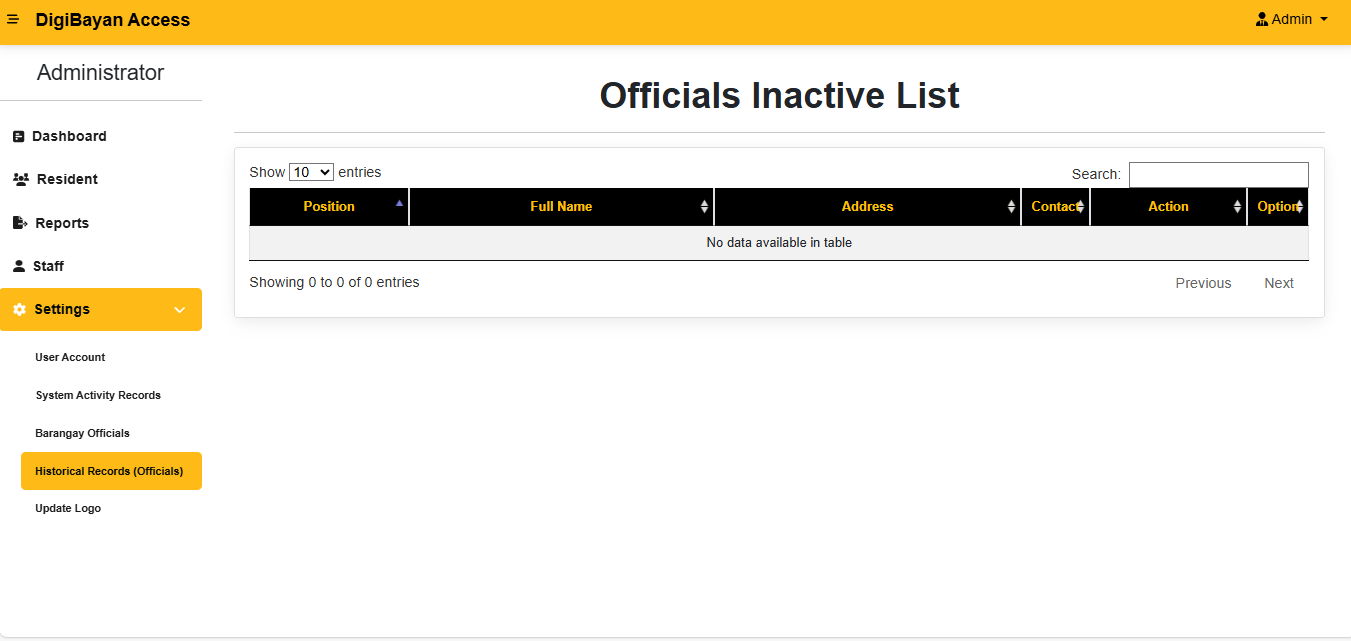 DigiBayan Access
Admin
Administrator
Dashboard
Resident
Reports
Staff
Settings
User Account
System Activity Records
Barangay Officials
Historical Records (Officials)
Update Logo
Officials Inactive List
Show 10 entries
Search:
Position Full Name Address Contact Action Option
No data available in table
Showing 0 to 0 of 0 entries
Previous Next